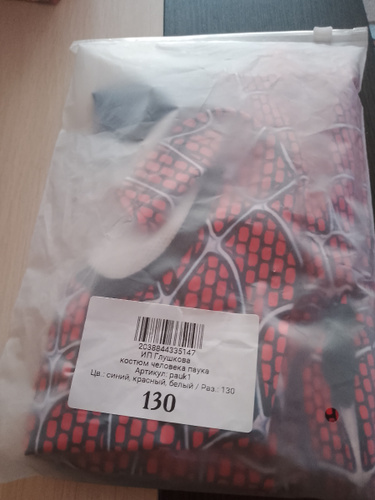 2038844335147
ИП Глушкова
костюм человека паука
Артикул: pauk1
Цв.: синий, красный, белый / Раз.: 130
130